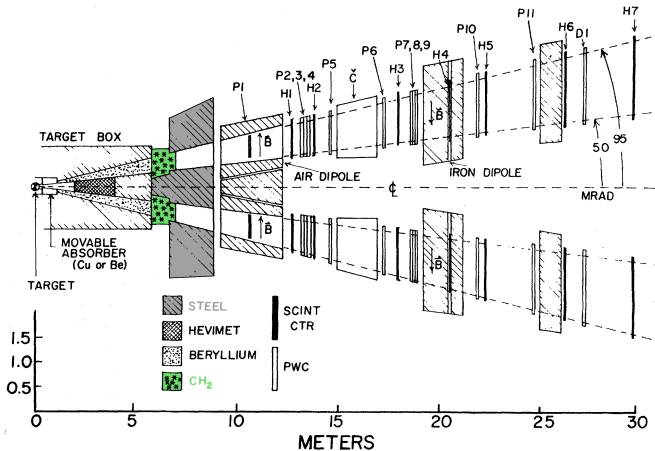 H7
P11
H6
D1
P10
H5
P7,8,9
H4
P6
H3
Č
P5
P2,3,4
H2
H1
P1
B
B
TARGET BOX
50
95
MRAD
AIR DIPOLE
IRON DIPOLE
℄
B
B
MOVABLE
ABSORBER
(Cu or Be)
TARGET
STEEL
HEVIMET
BERYLLIUM
CH2
SCINT
CTR
PWC
1.5
1.0
0.5
0 5 10 15 20 25 30
METERS